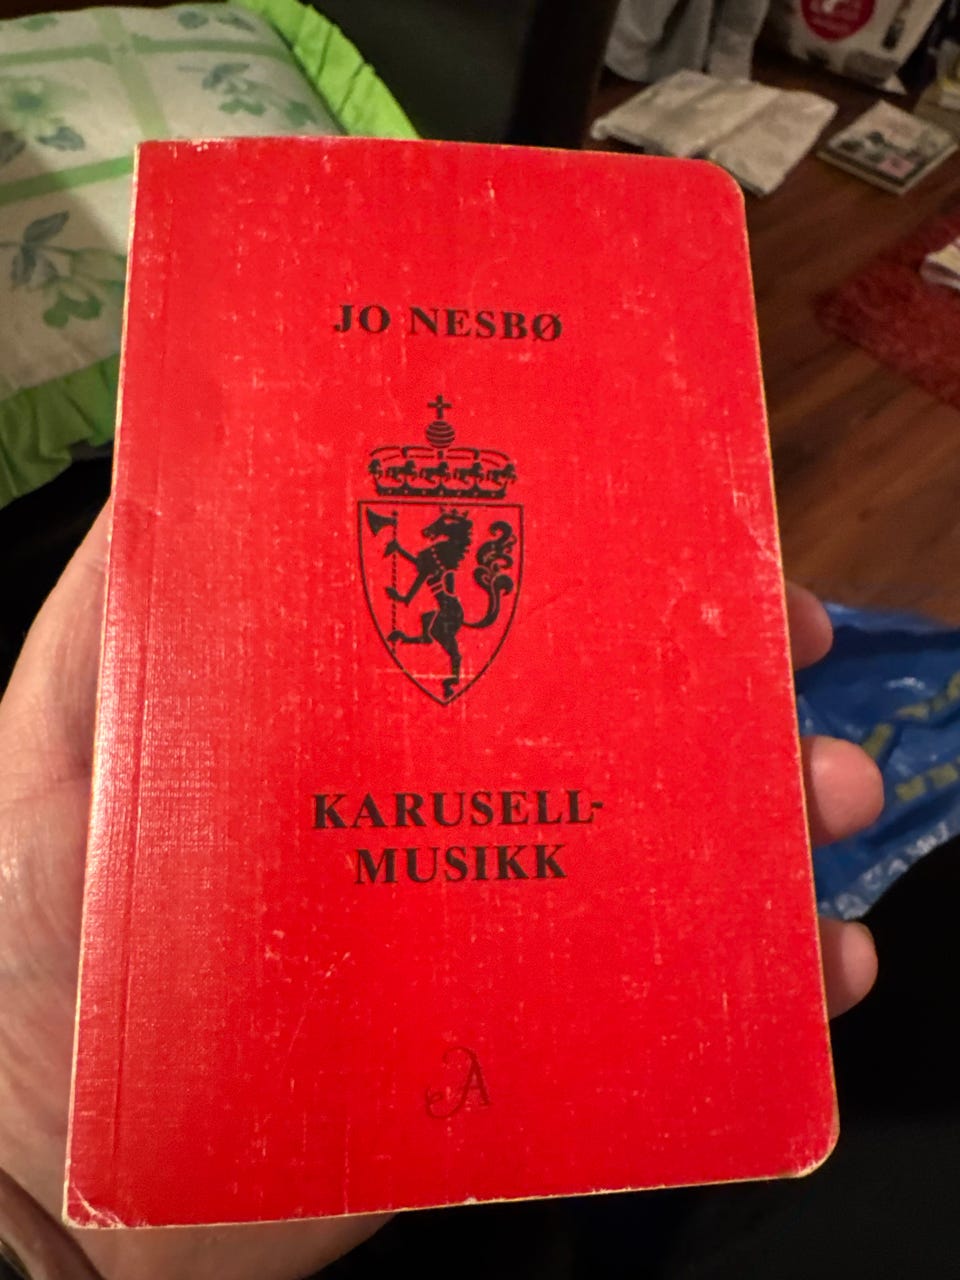 JO NESBØ
KARUSELL-
MUSIKK
A